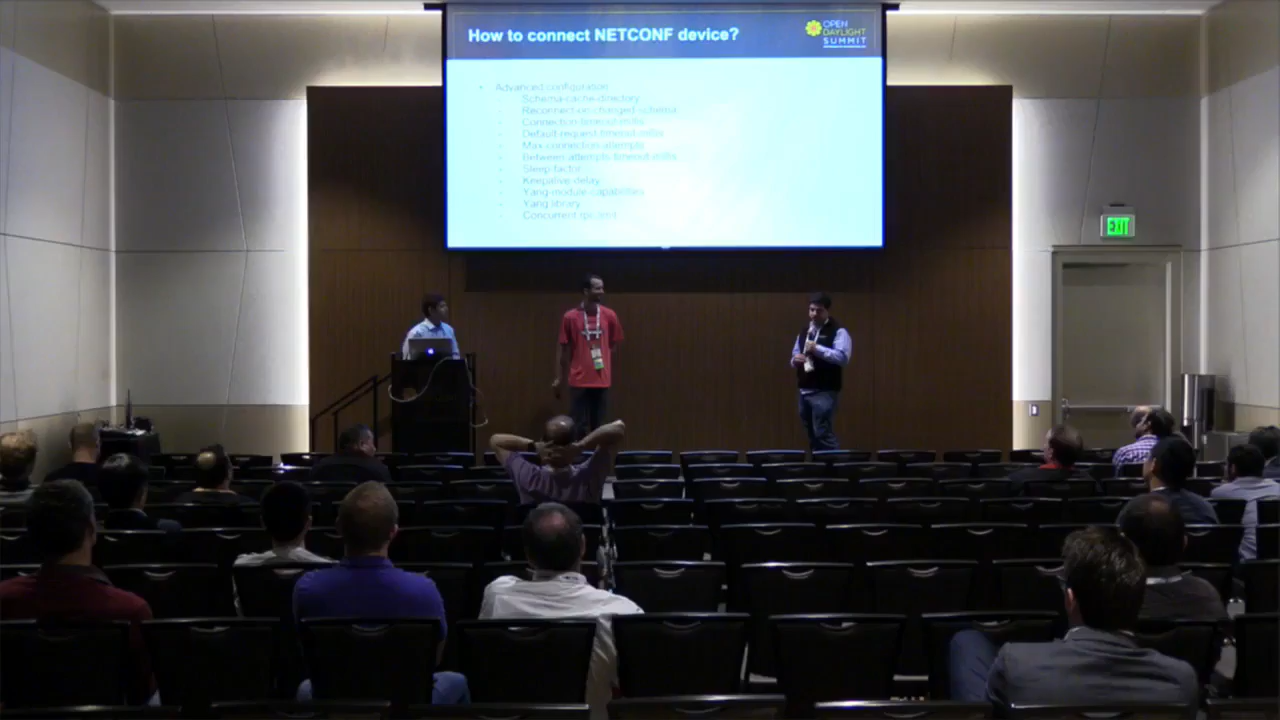 How to connect NETCONF device?
OPEN
DAYLIGHT
SUMMIT
Advanced configuration
Schema-cache-directory
Reconnect-on-changed-schema
Connection-timeout-millis
Default-request-timeout-millis
Max-connection-attempts
Between-attempts-timeout-millis
Sleep-factor
Keepalive-delay
Yang-module-capabilities
Yang library
Concurrent rpc limit
EXIT